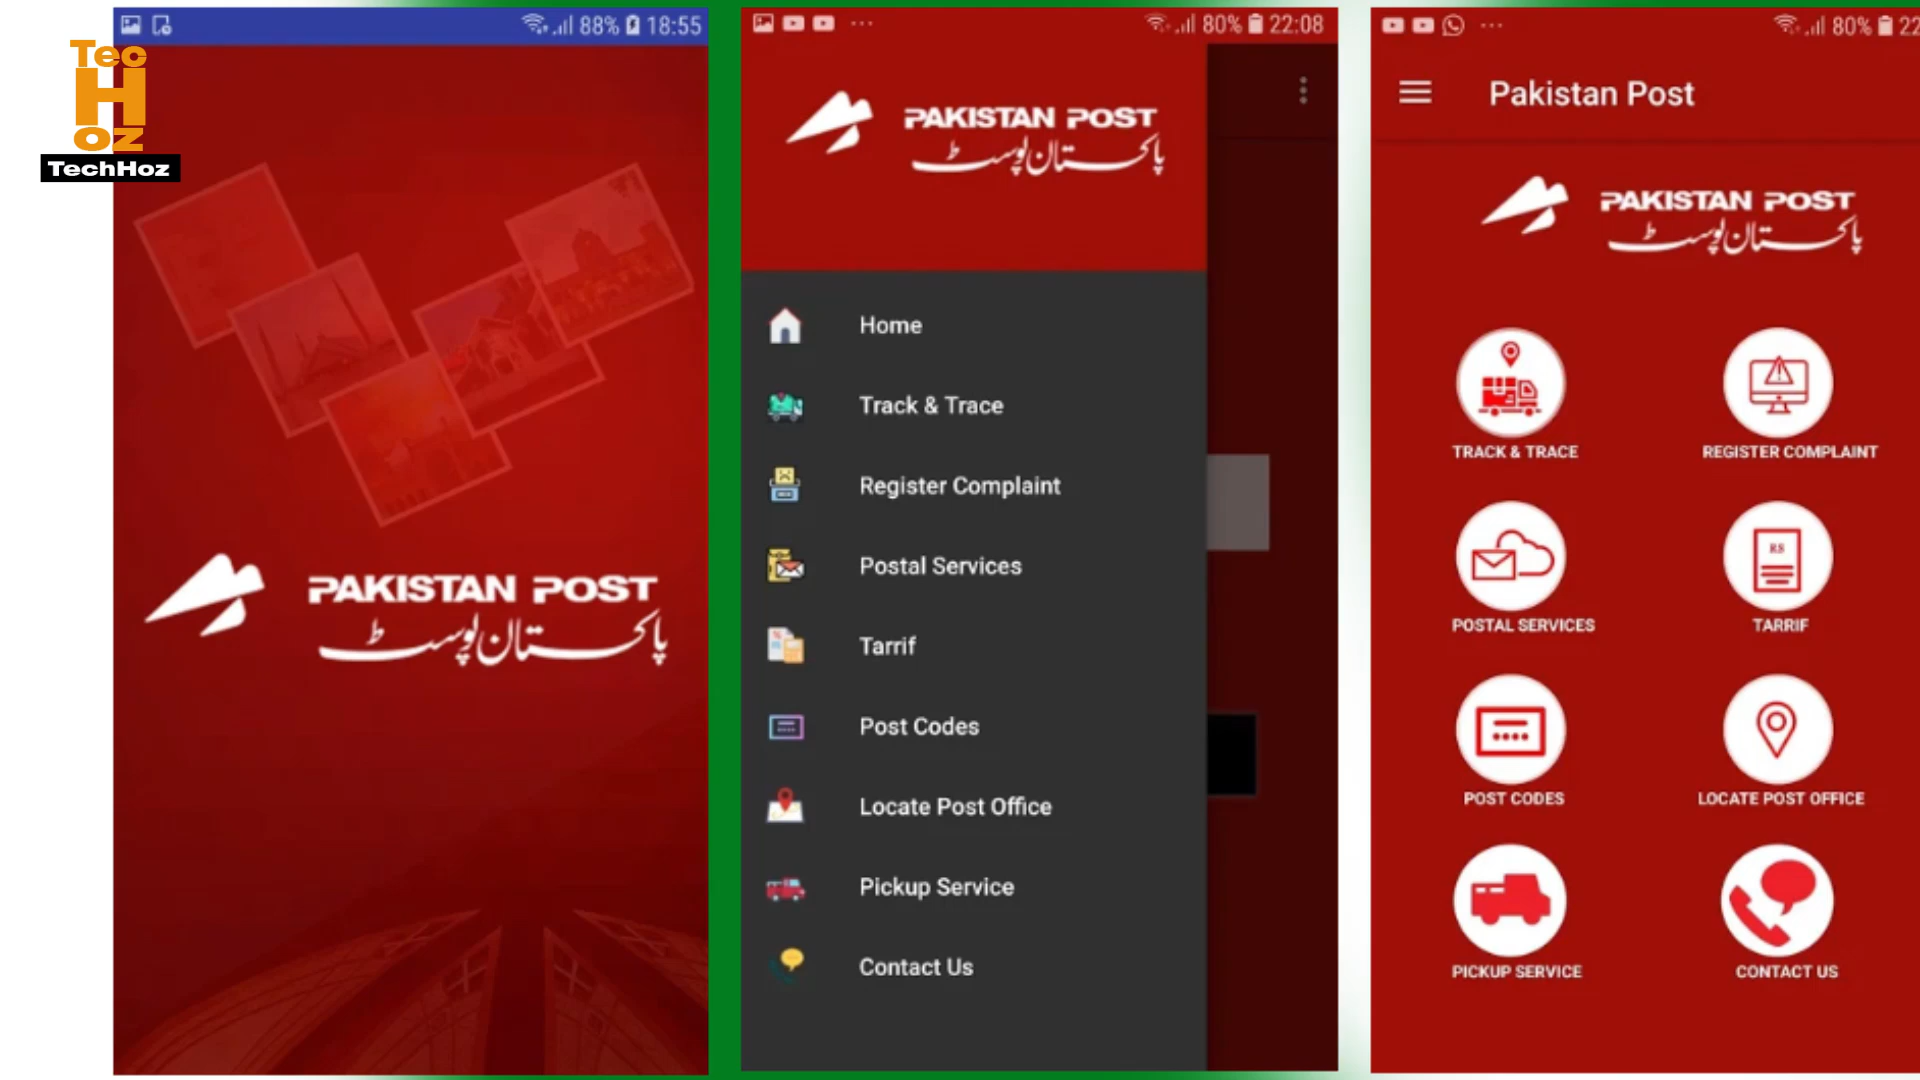 Tec
H
oz
TechHoz
88% 18:55
PAKISTAN POST
پاکستان پوسٹ
80% 22:08
PAKISTAN POST
پاکستان پوسٹ
Home
Track & Trace
Register Complaint
Postal Services
Tarrif
Post Codes
Locate Post Office
Pickup Service
Contact Us
80% 22
Pakistan Post
PAKISTAN POST
پاکستان پوسٹ
TRACK & TRACE
REGISTER COMPLAINT
POSTAL SERVICES
RS
TARRIF
POST CODES
LOCATE POST OFFICE
PICKUP SERVICE
CONTACT US